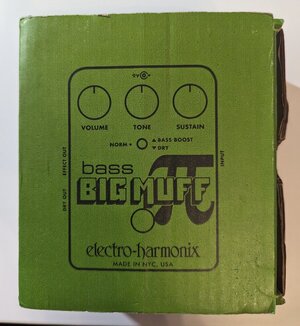 9V
VOLUME TONE SUSTAIN
NORM BASS BOOST
DRY
EFFECT OUT
DRY OUT
INPUT
bass
BIG MUFF π
electro-harmonix
MADE IN NYC, USA